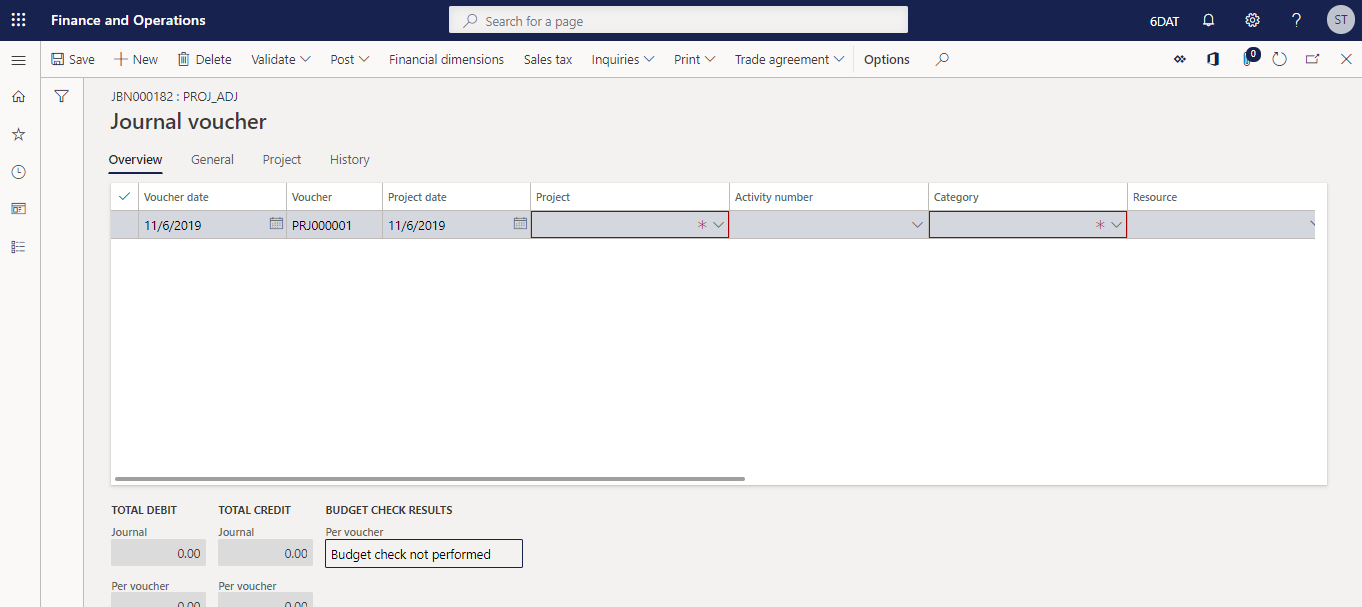 Finance and Operations
Search for a page
6DAT
?
ST
Save
New
Delete
Validate
Post
Financial dimensions
Sales tax
Inquiries
Print
Trade agreement
Options
0
JBN000182 : PROJ_ADJ
Journal voucher
Overview
General
Project
History
Voucher date
Voucher
Project date
Project
Activity number
Category
Resource
11/6/2019
PRJ000001
11/6/2019
*
*
TOTAL DEBIT
TOTAL CREDIT
BUDGET CHECK RESULTS
Journal
Journal
Per voucher
0.00
0.00
Budget check not performed
Per voucher
Per voucher
0.00
0.00